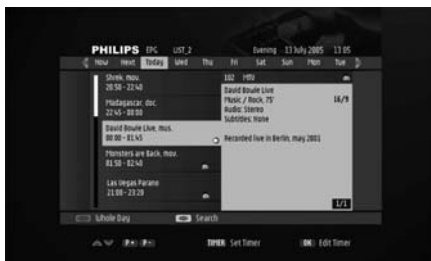 PHILIPS EPG LIST_2 Evening 13 July 2005 13 05
Now Next Today Wed Thu Fri Sat Sun Mon Tue
Shrek, mov.
20:50 - 22:40
Madagascar, doc.
22:45 - 00:00
David Bowie Live, mus.
00:00 - 01:45
Monsters are Back, mov.
01:50 - 02:40
Las Vegas Parano
21:00 - 23:20
102 MTV
David Bowie Live
Music / Rock, 75' 16/9
Audio: Stereo
Subtitles: None
Recorded live in Berlin, may 2001
1/1
Whole Day Search
P+ P- TIMER Set Timer OK Edit Timer